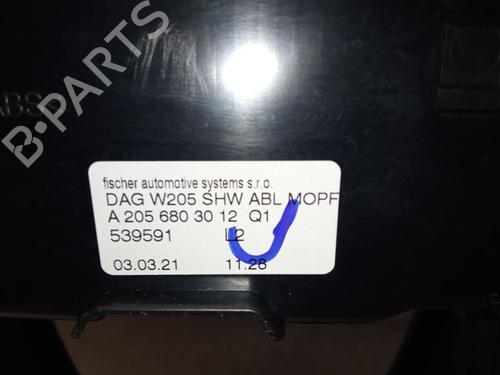 B-PARTS
ABS
fischer automotive systems s.r.o.
DAG W205 SHW ABL MOPF
A 205 680 30 12 Q1
539591 L2
03.03.21 11.28